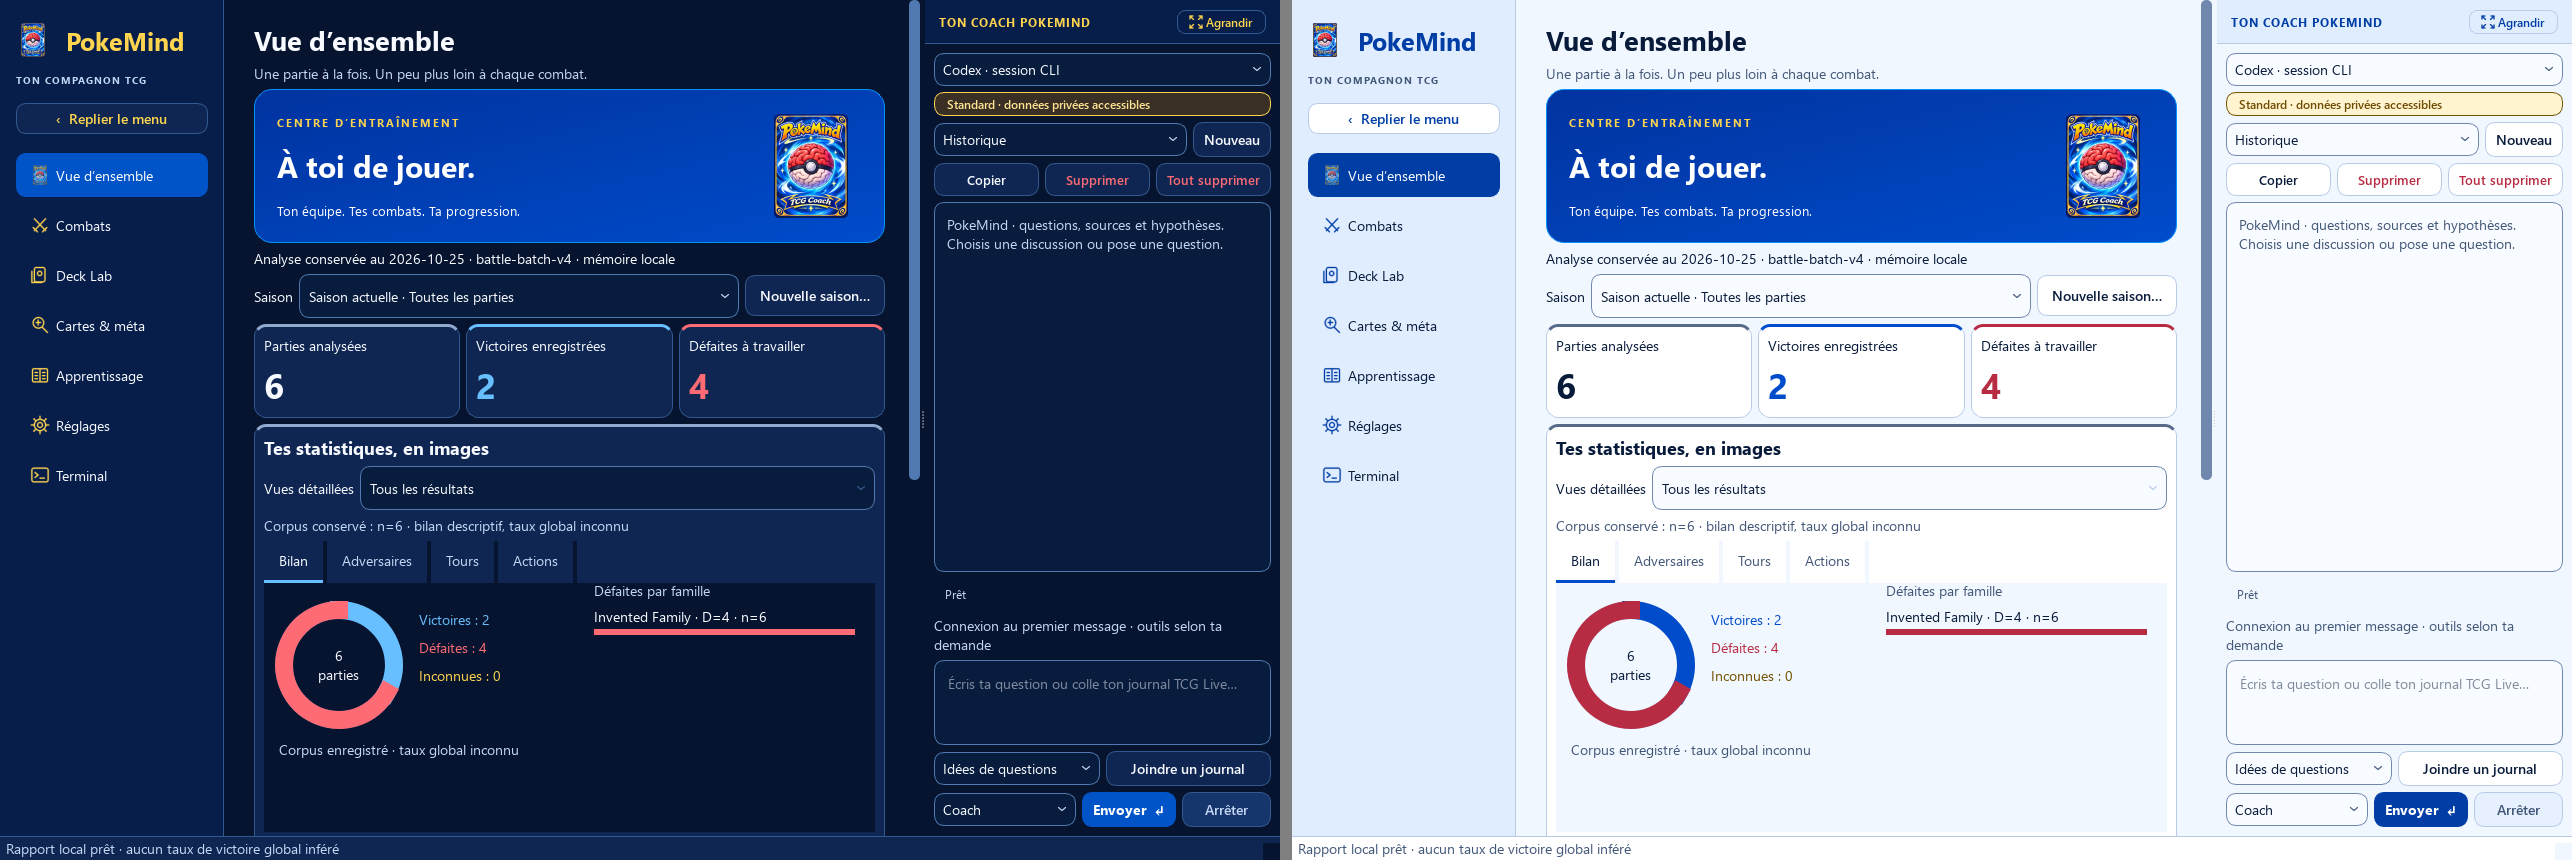 PokeMind
TON COMPAGNON TCG
‹ Replier le menu
Vue d’ensemble
Combats
Deck Lab
Cartes & méta
Apprentissage
Réglages
Terminal
Vue d’ensemble
Une partie à la fois. Un peu plus loin à chaque combat.
CENTRE D’ENTRAÎNEMENT
À toi de jouer.
Ton équipe. Tes combats. Ta progression.
PokeMind
TCG Coach
Analyse conservée au 2026-10-25 · battle-batch-v4 · mémoire locale
Saison
Saison actuelle · Toutes les parties
Nouvelle saison...
Parties analysées
6
Victoires enregistrées
2
Défaites à travailler
4
Tes statistiques, en images
Vues détaillées
Tous les résultats
Corpus conservé : n=6 · bilan descriptif, taux global inconnu
Bilan
Adversaires
Tours
Actions
6
parties
Victoires : 2
Défaites : 4
Inconnues : 0
Défaites par famille
Invented Family · D=4 · n=6
Corpus enregistré · taux global inconnu
TON COACH POKEMIND
Agrandir
Codex · session CLI
Standard · données privées accessibles
Historique
Nouveau
Copier
Supprimer
Tout supprimer
PokeMind · questions, sources et hypothèses.
Choisis une discussion ou pose une question.
Prêt
Connexion au premier message · outils selon ta
demande
Écris ta question ou colle ton journal TCG Live...
Idées de questions
Joindre un journal
Coach
Envoyer ↲
Arrêter
Rapport local prêt · aucun taux de victoire global inféré
PokeMind
TON COMPAGNON TCG
‹ Replier le menu
Vue d’ensemble
Combats
Deck Lab
Cartes & méta
Apprentissage
Réglages
Terminal
Vue d’ensemble
Une partie à la fois. Un peu plus loin à chaque combat.
CENTRE D’ENTRAÎNEMENT
À toi de jouer.
Ton équipe. Tes combats. Ta progression.
PokeMind
TCG Coach
Analyse conservée au 2026-10-25 · battle-batch-v4 · mémoire locale
Saison
Saison actuelle · Toutes les parties
Nouvelle saison...
Parties analysées
6
Victoires enregistrées
2
Défaites à travailler
4
Tes statistiques, en images
Vues détaillées
Tous les résultats
Corpus conservé : n=6 · bilan descriptif, taux global inconnu
Bilan
Adversaires
Tours
Actions
6
parties
Victoires : 2
Défaites : 4
Inconnues : 0
Défaites par famille
Invented Family · D=4 · n=6
Corpus enregistré · taux global inconnu
TON COACH POKEMIND
Agrandir
Codex · session CLI
Standard · données privées accessibles
Historique
Nouveau
Copier
Supprimer
Tout supprimer
PokeMind · questions, sources et hypothèses.
Choisis une discussion ou pose une question.
Prêt
Connexion au premier message · outils selon ta
demande
Écris ta question ou colle ton journal TCG Live...
Idées de questions
Joindre un journal
Coach
Envoyer ↲
Arrêter
Rapport local prêt · aucun taux de victoire global inféré